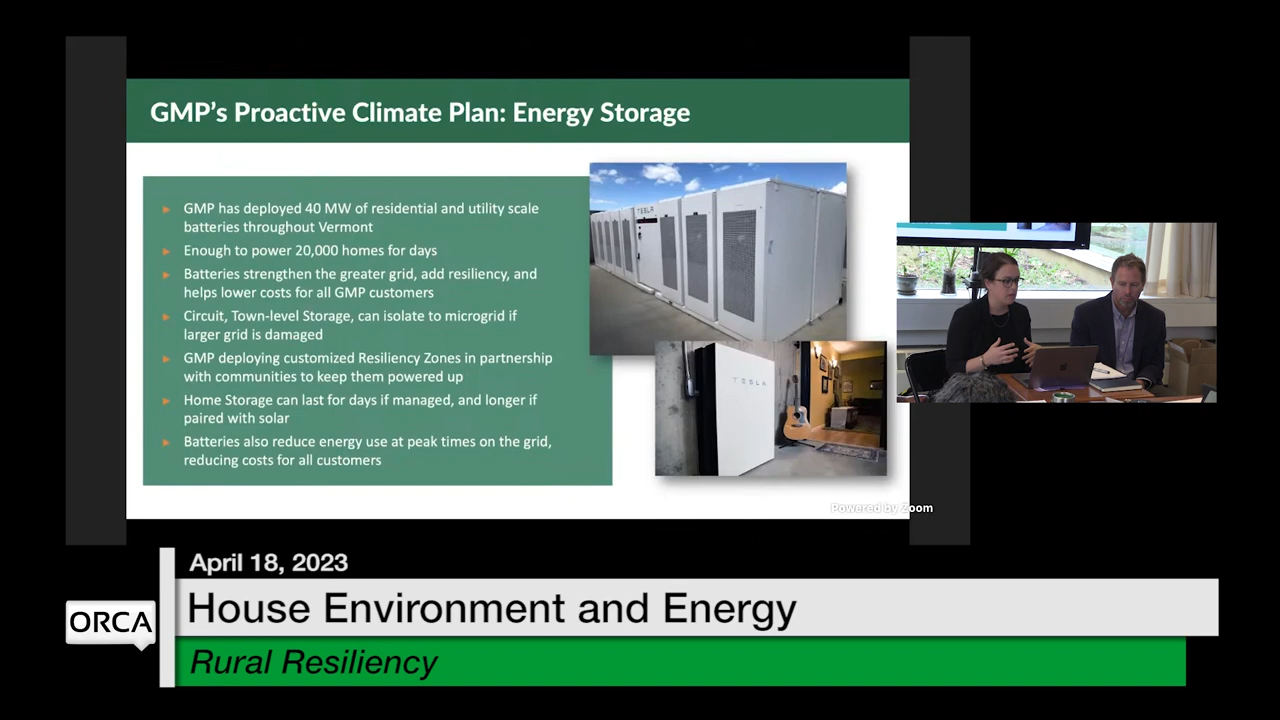 GMP's Proactive Climate Plan: Energy Storage
GMP has deployed 40 MW of residential and utility scale
batteries throughout Vermont
Enough to power 20,000 homes for days
Batteries strengthen the greater grid, add resiliency, and
helps lower costs for all GMP customers
Circuit, Town-level Storage, can isolate to microgrid if
larger grid is damaged
GMP deploying customized Resiliency Zones in partnership
with communities to keep them powered up
Home Storage can last for days if managed, and longer if
paired with solar
Batteries also reduce energy use at peak times on the grid,
reducing costs for all customers
TESLA
TESLA
Powered by Zoom
April 18, 2023
House Environment and Energy
ORCA
Rural Resiliency